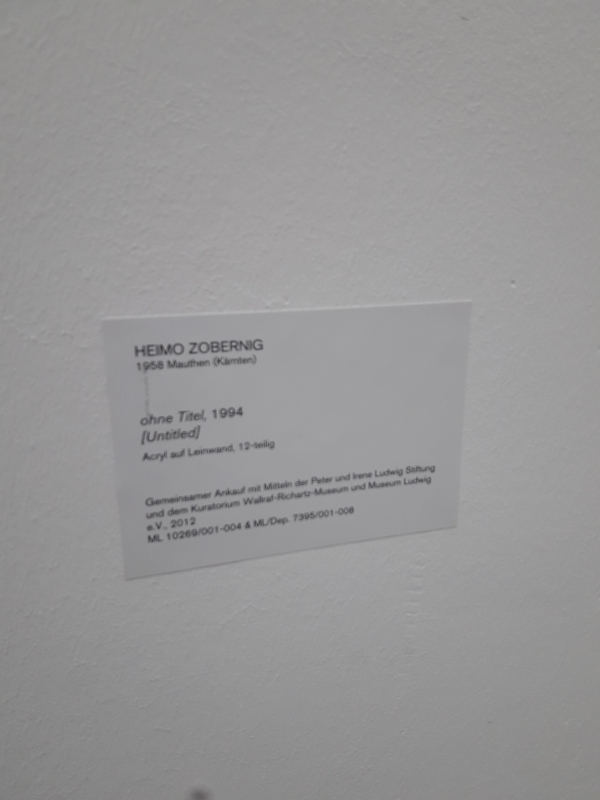 HEIMO ZOBERNIG
1958 Mauthen (Kärnten)
ohne Titel, 1994
[Untitled]
Acryl auf Leinwand, 12-teilig
Gemeinsamer Ankauf mit Mitteln der Peter und Irene Ludwig Stiftung
und dem Kuratorium Wallraf-Richartz-Museum und Museum Ludwig
e.V., 2012
ML 10269/001-004 & ML/Dep. 7395/001-008